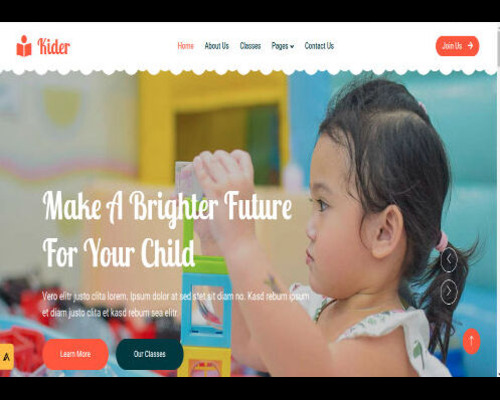 Kider
Home About Us Classes Pages Contact Us Join Us
Make A Brighter Future
For Your Child
Vero elitr justo clita lorem. Ipsum dolor at sed stet sit diam no. Kasd rebum ipsum
et diam justo clita et kasd rebum sea elitr.
Learn More Our Classes